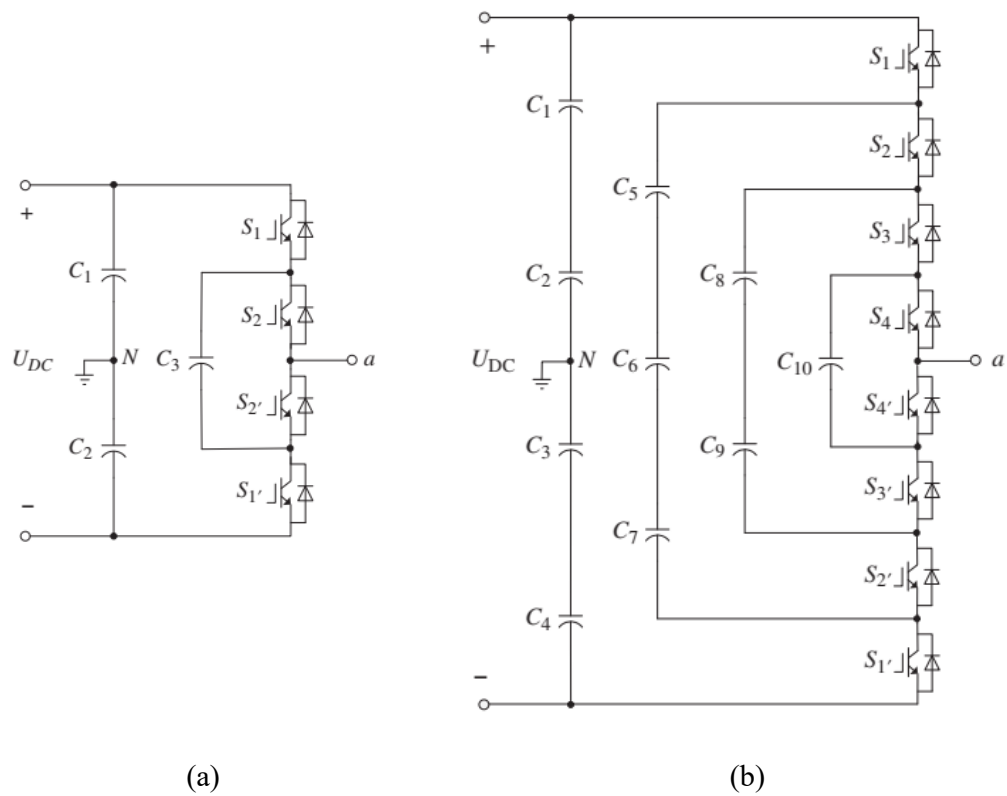 +
C1
UDC
N
C2
−
C3
S1
S2
a
S2′
S1′
(a)
+
C1
C2
UDC
N
C3
C4
−
C5
C6
C7
C8
C9
C10
S1
S2
S3
S4
a
S4′
S3′
S2′
S1′
(b)